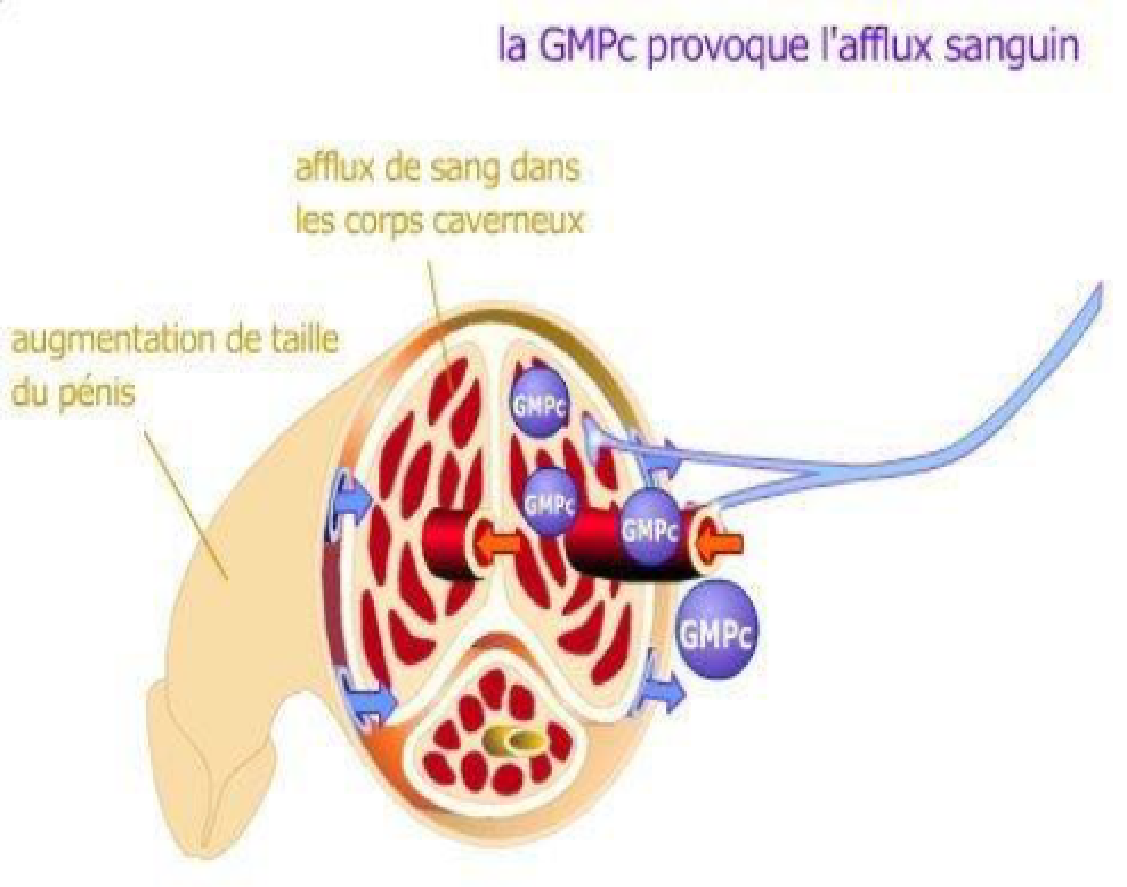 la GMPc provoque l'afflux sanguin
afflux de sang dans
les corps caverneux
augmentation de taille
du pénis
GMPc
GMPc
GMPc
GMPc